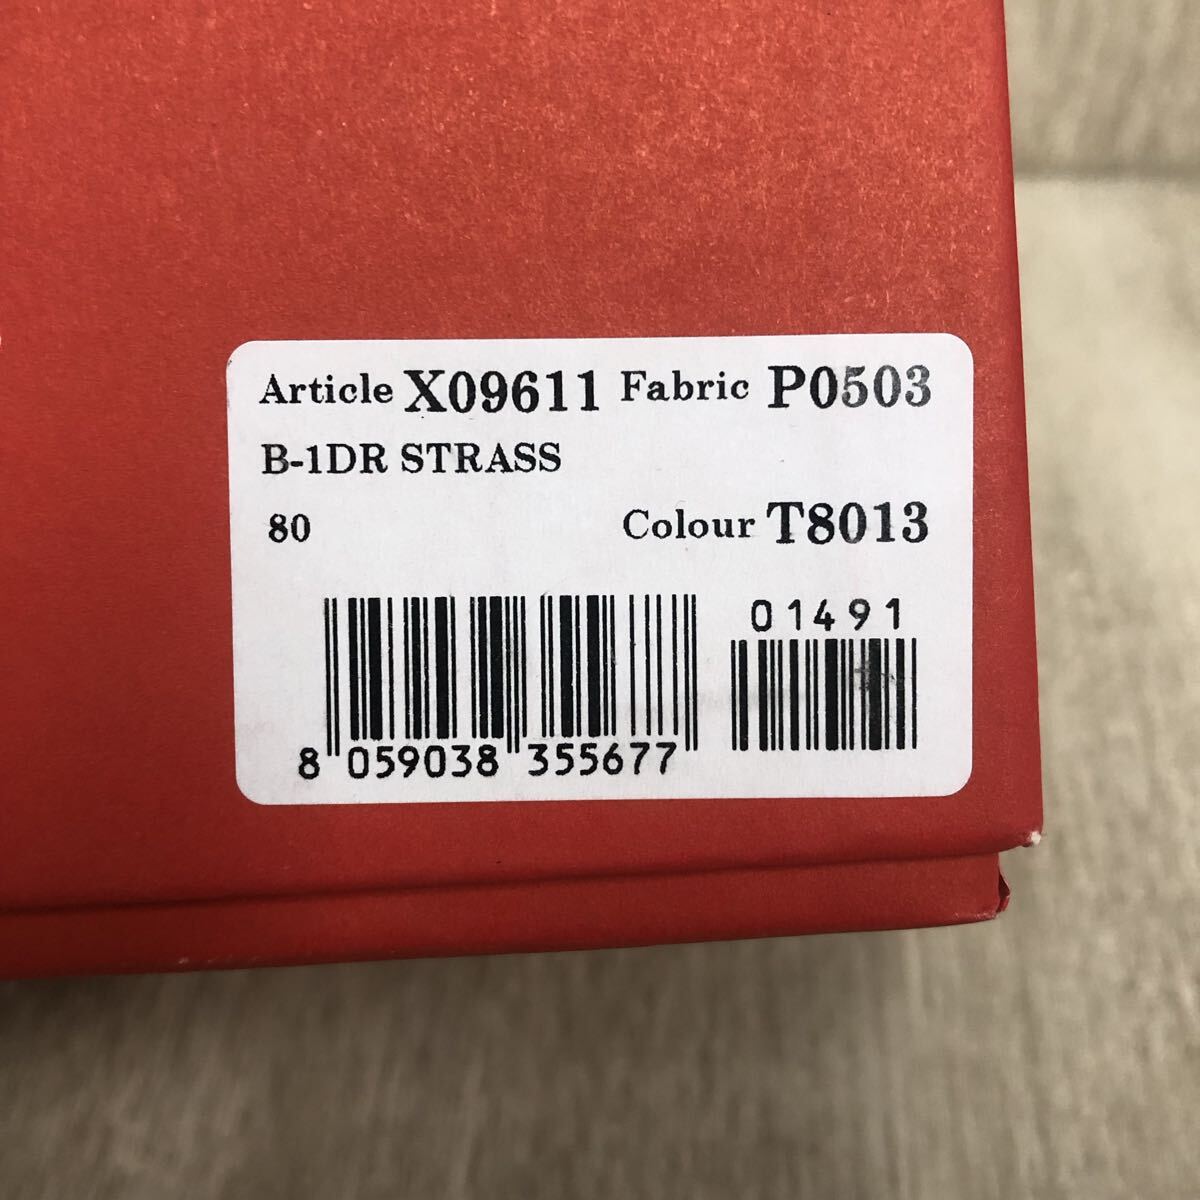 Article X09611 Fabric P0503
B-1DR STRASS
80 Colour T8013
01491
8 059038 355677